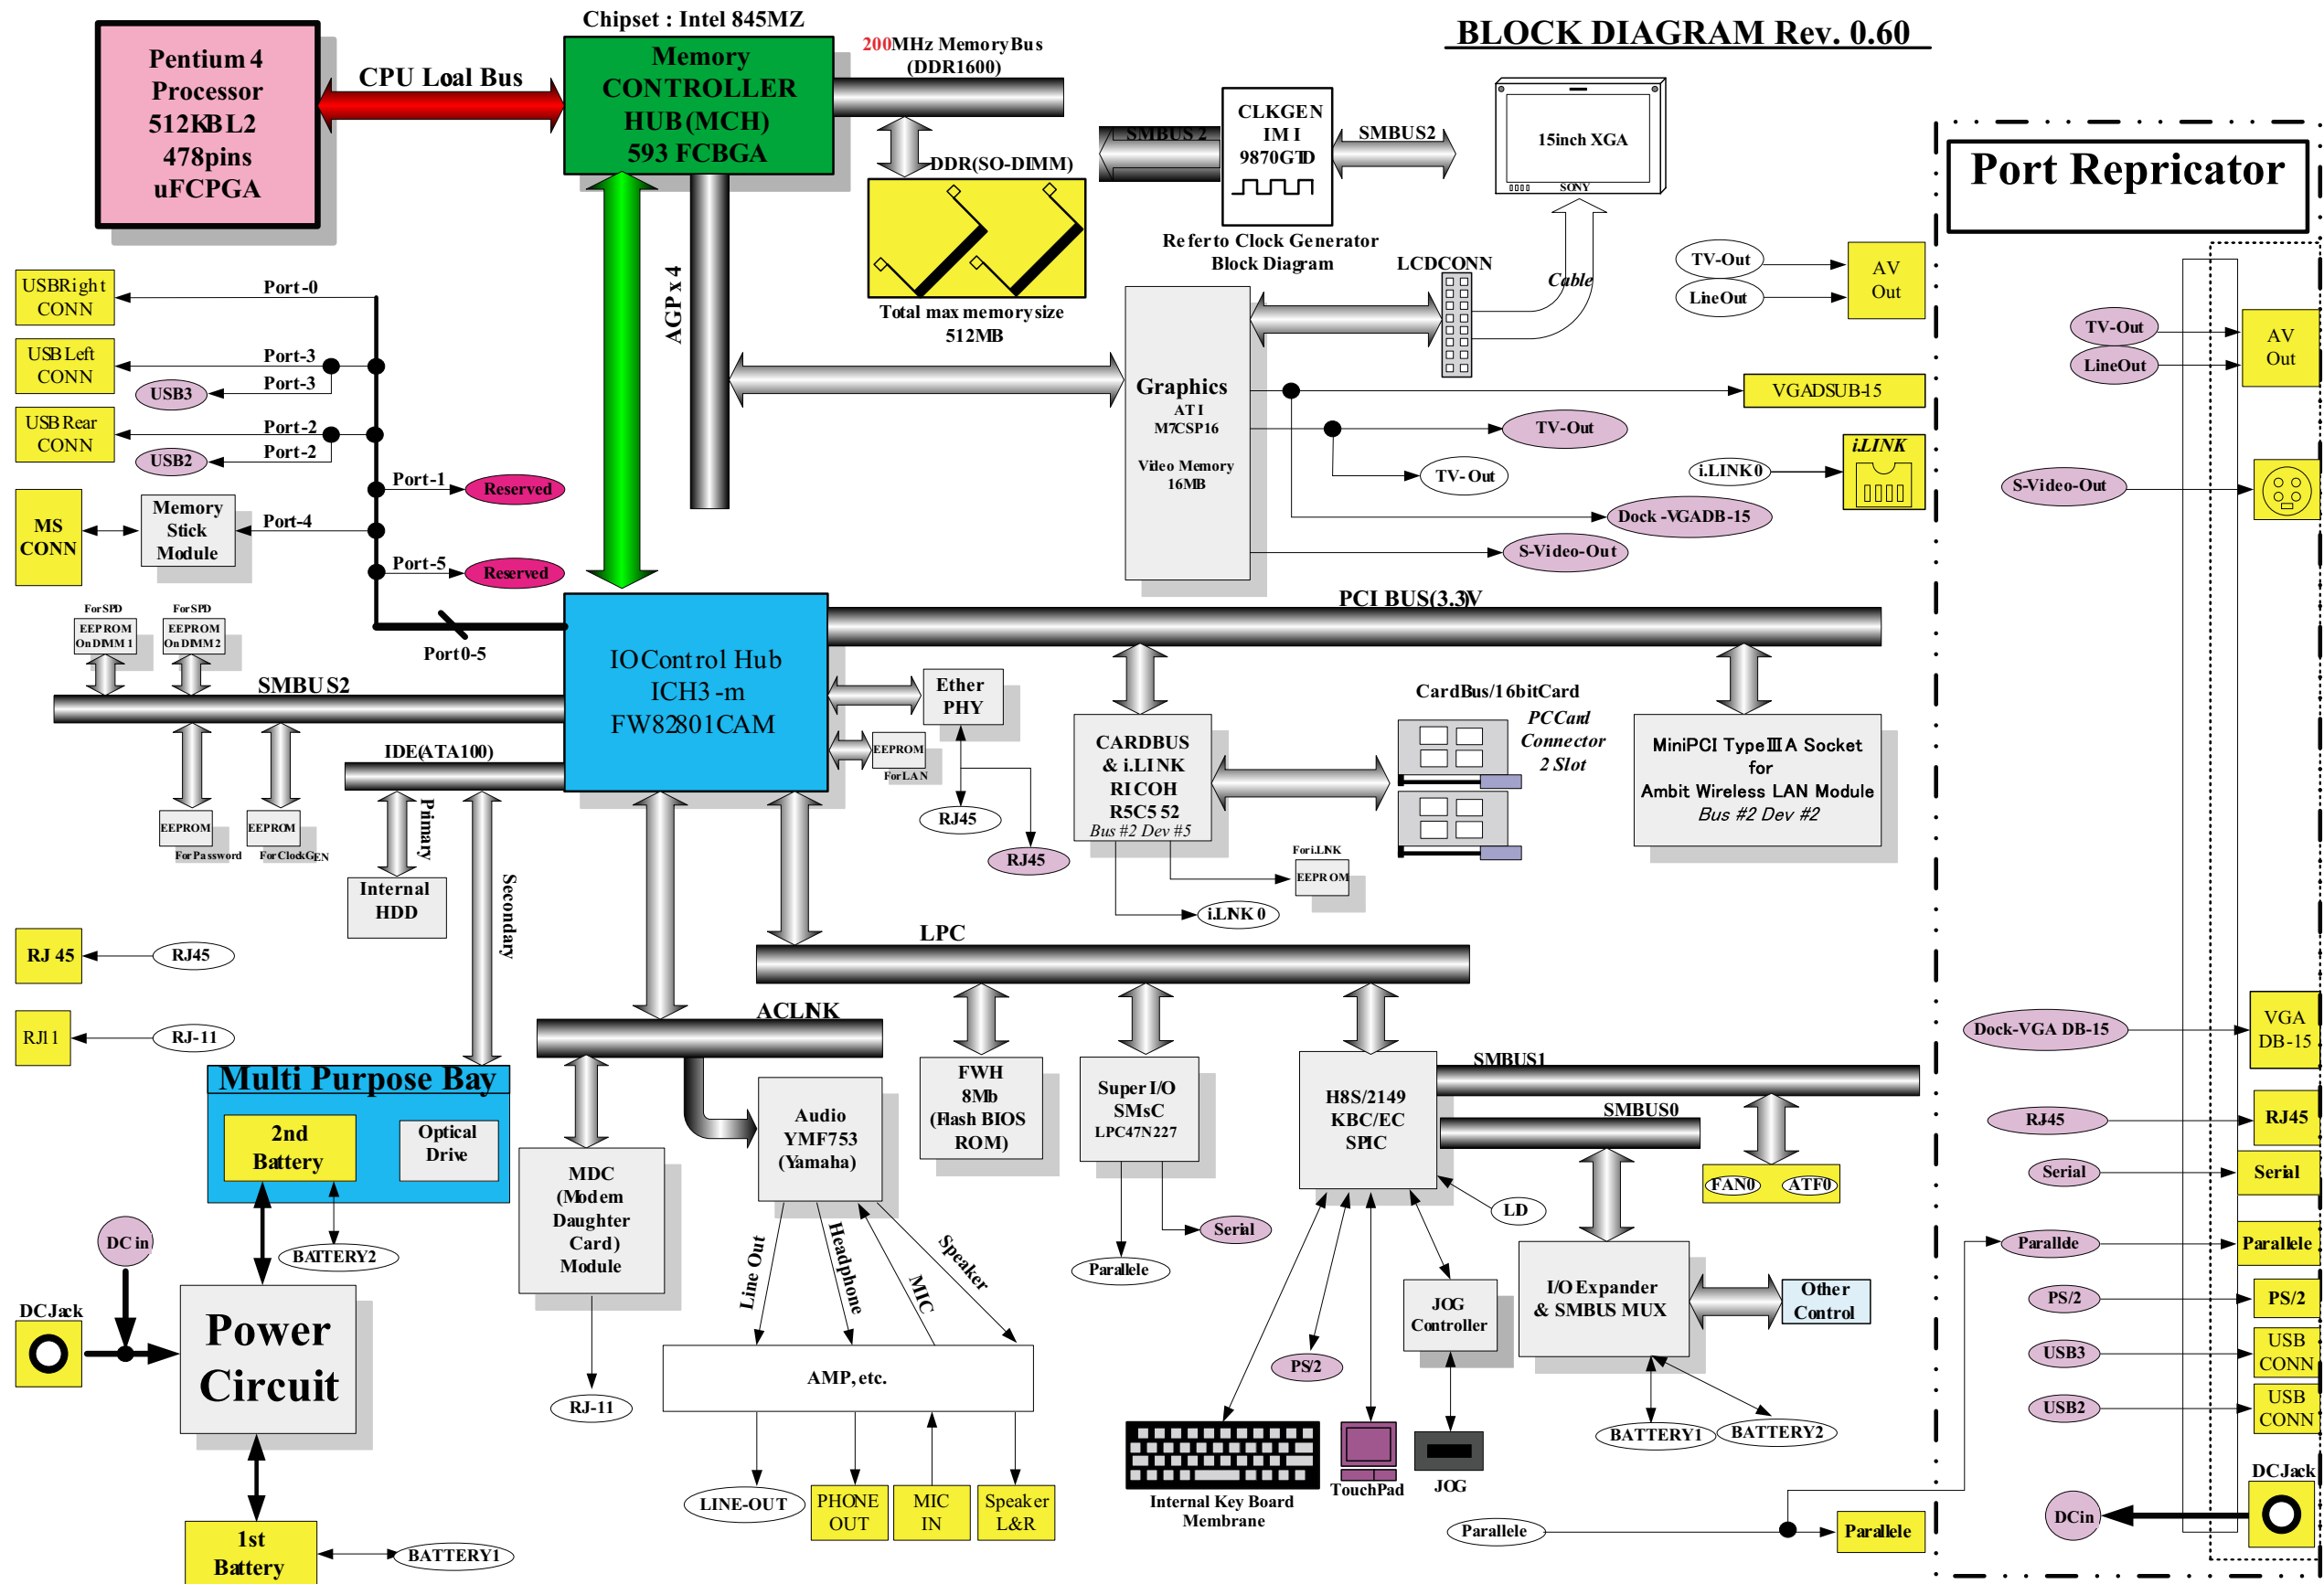 BLOCK DIAGRAM Rev. 0.60
Chipset : Intel 845MZ
Pentium 4
Processor
512KB L2
478pins
uFCPGA
CPU Loal Bus
Memory
CONTROLLER
HUB(MCH)
593 FCBGA
200MHz MemoryBus
(DDR1600)
DDR(SO-DIMM)
Total max memorysize
512MB
AGP x 4
SMBUS 2
CLKGEN
IMI
9870GTD
SMBUS2
Refer to Clock Generator
Block Diagram
15inch XGA
SONY
LCDCONN
Cable
TV-Out
LineOut
AV
Out
Graphics
ATI
M7CSP16
Video Memory
16MB
VGADSUB-15
TV-Out
TV-Out
Dock -VGADB-15
S-Video-Out
i.LINK0
i.LINK
USBRight
CONN
Port-0
USB Left
CONN
Port-3
Port-3
USB3
USB Rear
CONN
Port-2
Port-2
USB2
Port-1
Reserved
MS
CONN
Memory
Stick
Module
Port-4
Port-5
Reserved
Port0-5
For SPD
EEPROM
On DIMM 1
For SPD
EEPROM
On DIMM 2
SMBUS2
IDE(ATA100)
EEPROM
For Password
EEPROM
For ClockGEN
Primary
Secondary
Internal
HDD
IO Control Hub
ICH3 -m
FW82801CAM
Ether
PHY
EEPROM
For LAN
RJ45
RJ45
PCI BUS(3.3V
CARDBUS
& i.LINK
RICOH
R5C552
Bus #2 Dev #5
CardBus/16bitCard
PCCard
Connector
2 Slot
For i.LINK
EEPROM
i.LINK 0
MiniPCI TypeⅢA Socket
for
Ambit Wireless LAN Module
Bus #2 Dev #2
RJ 45
RJ45
RJ11
RJ-11
LPC
ACLINK
Multi Purpose Bay
2nd
Battery
Optical
Drive
DC in
BATTERY2
DCJack
Power
Circuit
1st
Battery
BATTERY1
MDC
(Modem
Daughter
Card)
Module
RJ-11
Audio
YMF753
(Yamaha)
Line Out
Headphone
MIC
Speaker
AMP, etc.
LINE-OUT
PHONE
OUT
MIC
IN
Speaker
L&R
FWH
8Mb
(Flash BIOS
ROM)
Super I/O
SMsC
LPC47N227
Parallele
Serial
H8S/2149
KBC/EC
SPIC
SMBUS1
SMBUS0
FAN0
ATF0
LD
PS/2
JOG
Controller
I/O Expander
& SMBUS MUX
Other
Control
BATTERY1
BATTERY2
Internal Key Board
Membrane
TouchPad
JOG
Parallele
Parallele
Port Repricator
TV-Out
LineOut
AV
Out
S-Video-Out
Dock-VGA DB-15
VGA
DB-15
RJ45
RJ45
Serial
Serial
Parallde
Parallele
PS/2
PS/2
USB3
USB
CONN
USB2
USB
CONN
DCJack
DCin